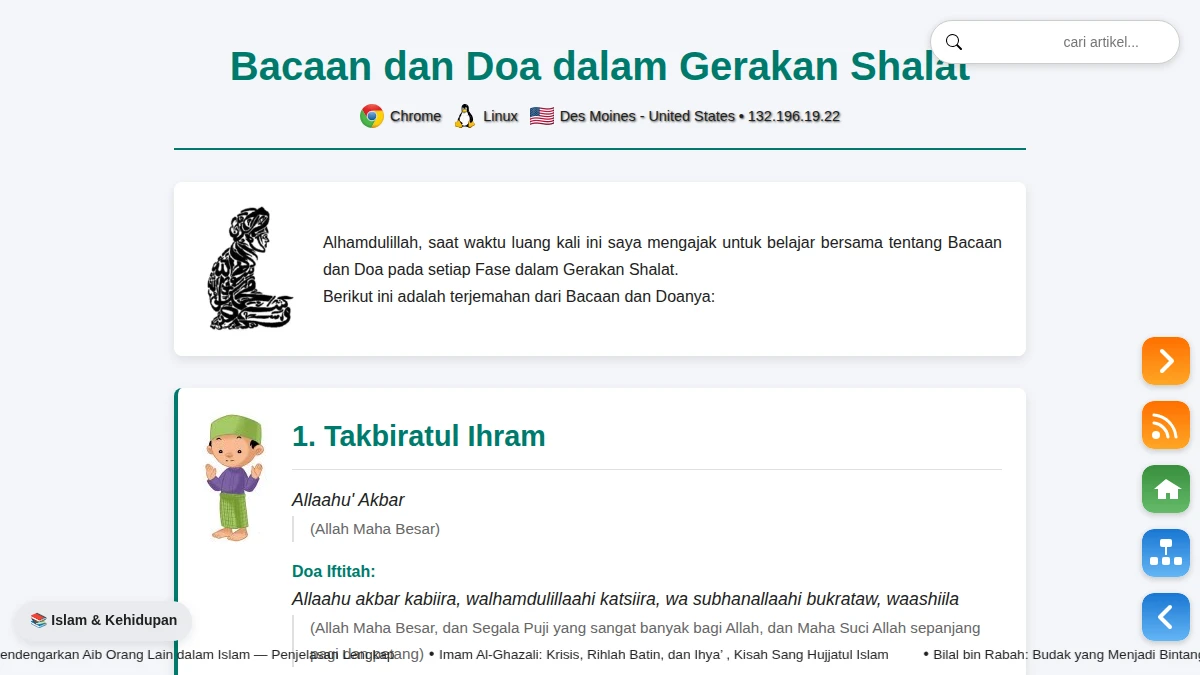 cari artikel...
Bacaan dan Doa dalam Gerakan Shalat
Chrome Linux Des Moines - United States • 132.196.19.22
Alhamdulillah, saat waktu luang kali ini saya mengajak untuk belajar bersama tentang Bacaan
dan Doa pada setiap Fase dalam Gerakan Shalat.
Berikut ini adalah terjemahan dari Bacaan dan Doanya:
1. Takbiratul Ihram
Allaahu' Akbar
(Allah Maha Besar)
Doa Iftitah:
Allaahu akbar kabiira, walhamdulillaahi katsiira, wa subhanallaahi bukrataw, waashiila
(Allah Maha Besar, dan Segala Puji yang sangat banyak bagi Allah, dan Maha Suci Allah sepanjang
pagi dan petang)
📚 Islam & Kehidupan
endengarkan Aib Orang Lain dalam Islam — Penjelasan Lengkap • Imam Al-Ghazali: Krisis, Rihlah Batin, dan Ihya’ , Kisah Sang Hujjatul Islam • Bilal bin Rabah: Budak yang Menjadi Bintang